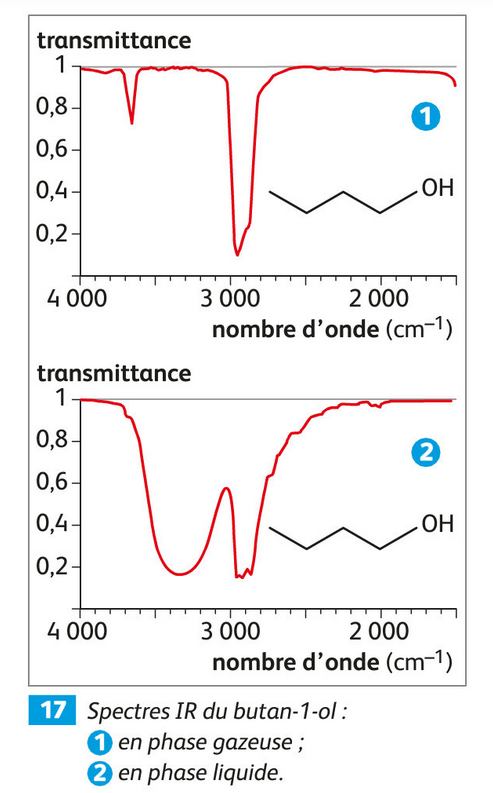 transmittance
1
0,8
0,6
0,4
0,2
1
OH
4 000 3 000 2 000
nombre d’onde (cm⁻¹)
transmittance
1
0,8
0,6
0,4
0,2
2
OH
4 000 3 000 2 000
nombre d’onde (cm⁻¹)
17 Spectres IR du butan-1-ol :
1 en phase gazeuse ;
2 en phase liquide.